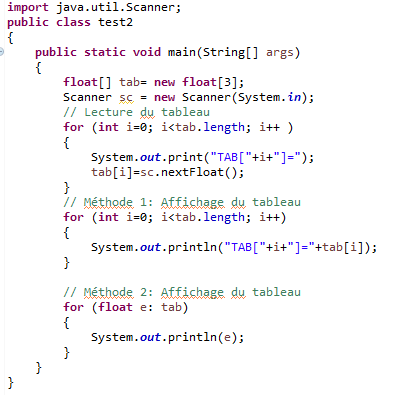 import java.util.Scanner;
public class test2
{
    public static void main(String[] args)
    {
        float[] tab= new float[3];
        Scanner sc = new Scanner(System.in);
        // Lecture du tableau
        for (int i=0; i<tab.length; i++ )
        {
            System.out.print("TAB["+i+"]=");
            tab[i]=sc.nextFloat();
        }
        // Méthode 1: Affichage du tableau
        for (int i=0; i<tab.length; i++)
        {
            System.out.println("TAB["+i+"]="+tab[i]);
        }
        // Méthode 2: Affichage du tableau
        for (float e: tab)
        {
            System.out.println(e);
        }
    }
}